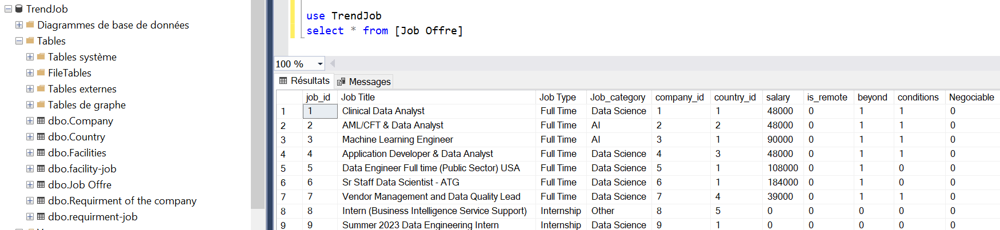 TrendJob
Diagrammes de base de données
Tables
Tables système
FileTables
Tables externes
Tables de graphe
dbo.Company
dbo.Country
dbo.Facilities
dbo.facility-job
dbo.Job Offre
dbo.Requirment of the company
dbo.requirment-job
use TrendJob
select * from [Job Offre]
100 %
Résultats Messages
job_id Job Title Job Type Job_category company_id country_id salary is_remote beyond conditions Negociable
1 1 Clinical Data Analyst Full Time Data Science 1 1 48000 0 1 1 0
2 2 AML/CFT & Data Analyst Full Time AI 2 2 48000 0 1 1 0
3 3 Machine Learning Engineer Full Time AI 3 1 90000 0 1 1 0
4 4 Application Developer & Data Analyst Full Time Data Science 4 3 48000 0 1 1 0
5 5 Data Engineer Full time (Public Sector) USA Full Time Data Science 5 1 108000 0 1 0 0
6 6 Sr Staff Data Scientist - ATG Full Time Data Science 6 1 184000 0 1 0 0
7 7 Vendor Management and Data Quality Lead Full Time Data Science 7 4 39000 0 1 1 0
8 8 Intern (Business Intelligence Service Support) Internship Other 8 5 0 0 0 0 0
9 9 Summer 2023 Data Engineering Intern Internship Data Science 9 1 0 0 0 0 0